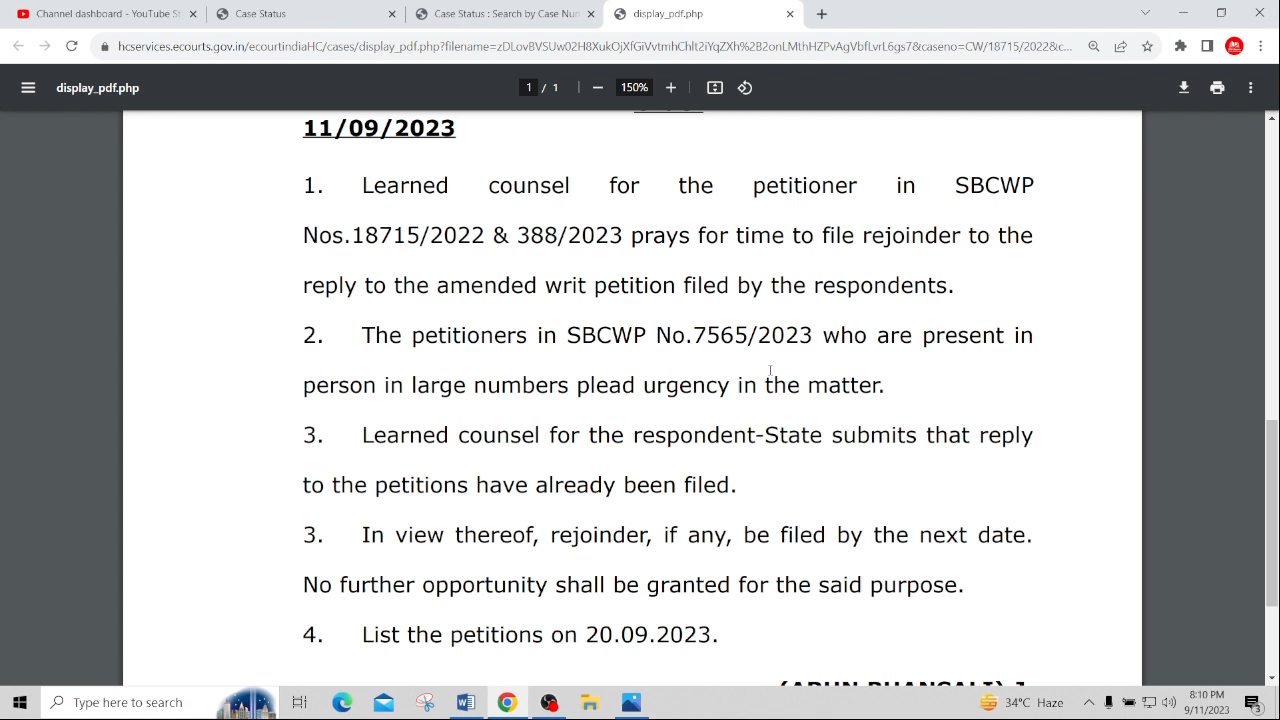 Channel dashboard - YouTube St
Case Status
Case Status : Search by Case Num
display_pdf.php
display_pdf.php
1 / 1
150%
11/09/2023
1. Learned counsel for the petitioner in SBCWP
Nos.18715/2022 & 388/2023 prays for time to file rejoinder to the
reply to the amended writ petition filed by the respondents.
2. The petitioners in SBCWP No.7565/2023 who are present in
person in large numbers plead urgency in the matter.
3. Learned counsel for the respondent-State submits that reply
to the petitions have already been filed.
3. In view thereof, rejoinder, if any, be filed by the next date.
No further opportunity shall be granted for the said purpose.
4. List the petitions on 20.09.2023.
(ARUN BHANSALI),J
Type here to search
34°C Haze
8:10 PM
9/11/2023
3